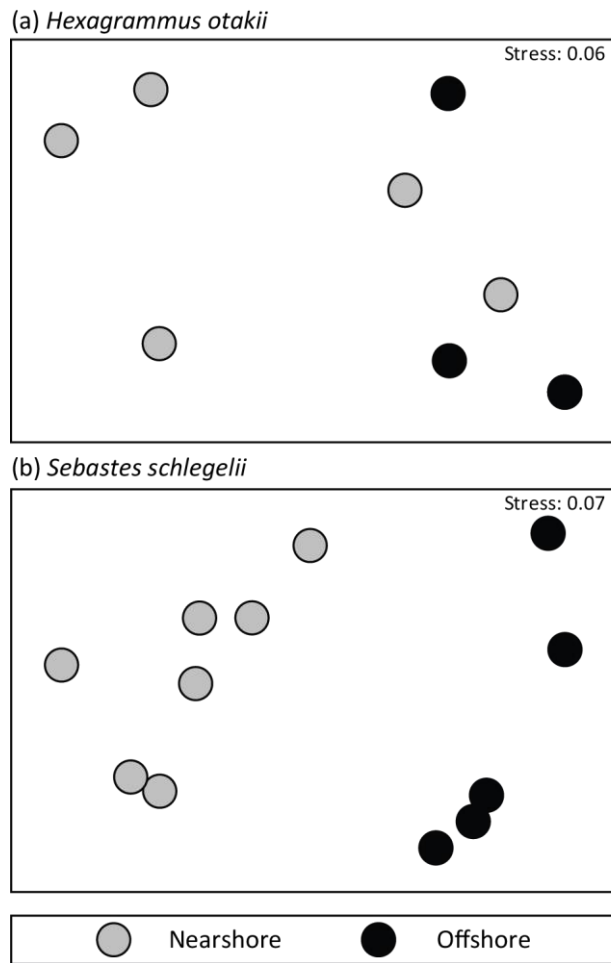 (a) Hexagrammus otakii
Stress: 0.06
(b) Sebastes schlegelii
Stress: 0.07
Nearshore Offshore